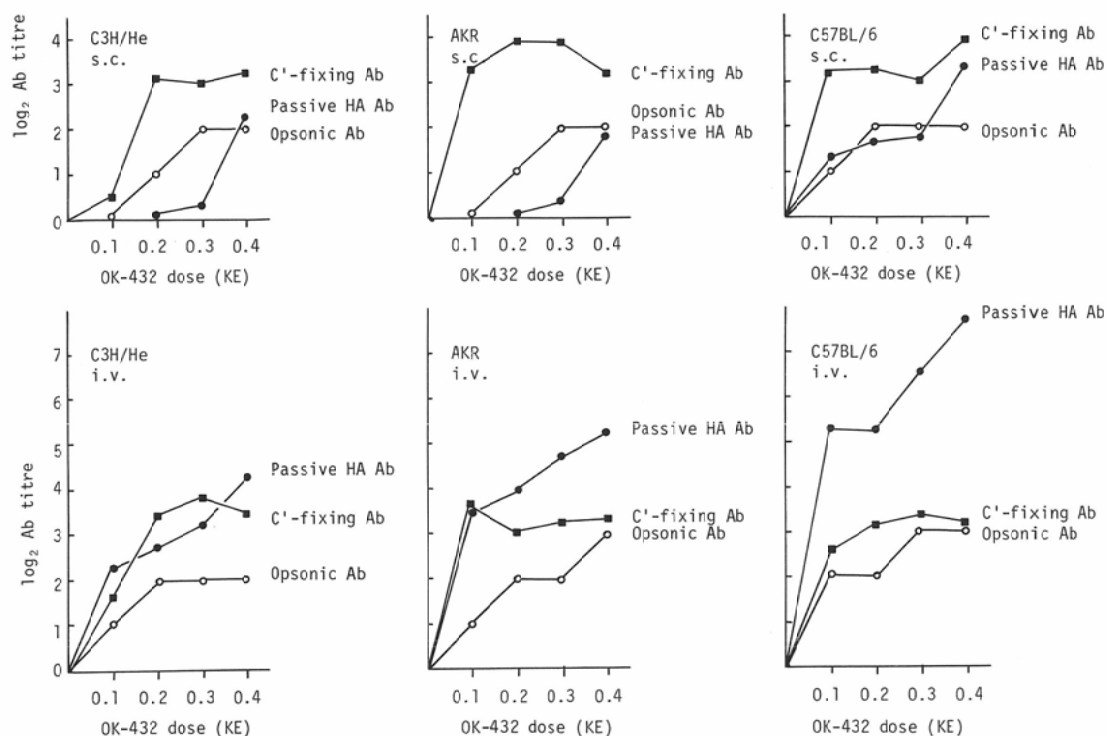 C3H/He
s.c.
log2 Ab titre
4
3
2
1
0
C'-fixing Ab
Passive HA Ab
Opsonic Ab
0.1 0.2 0.3 0.4
OK-432 dose (KE)
AKR
s.c
C'-fixing Ab
Opsonic Ab
Passive HA Ab
0.1 0.2 0.3 0.4
OK-432 dose (KE)
C57BL/6
s.c.
C'-fixing Ab
Passive HA Ab
Opsonic Ab
0.1 0.2 0.3 0.4
OK-432 dose (KE)
C3H/He
i.v.
log2 Ab titre
7
6
5
4
3
2
1
0
Passive HA Ab
C'-fixing Ab
Opsonic Ab
0.1 0.2 0.3 0.4
OK-432 dose (KE)
AKR
i.v.
Passive HA Ab
C'-fixing Ab
Opsonic Ab
0.1 0.2 0.3 0.4
OK-432 dose (KE)
C57BL/6
i.v.
Passive HA Ab
C'-fixing Ab
Opsonic Ab
0.1 0.2 0.3 0.4
OK-432 dose (KE)